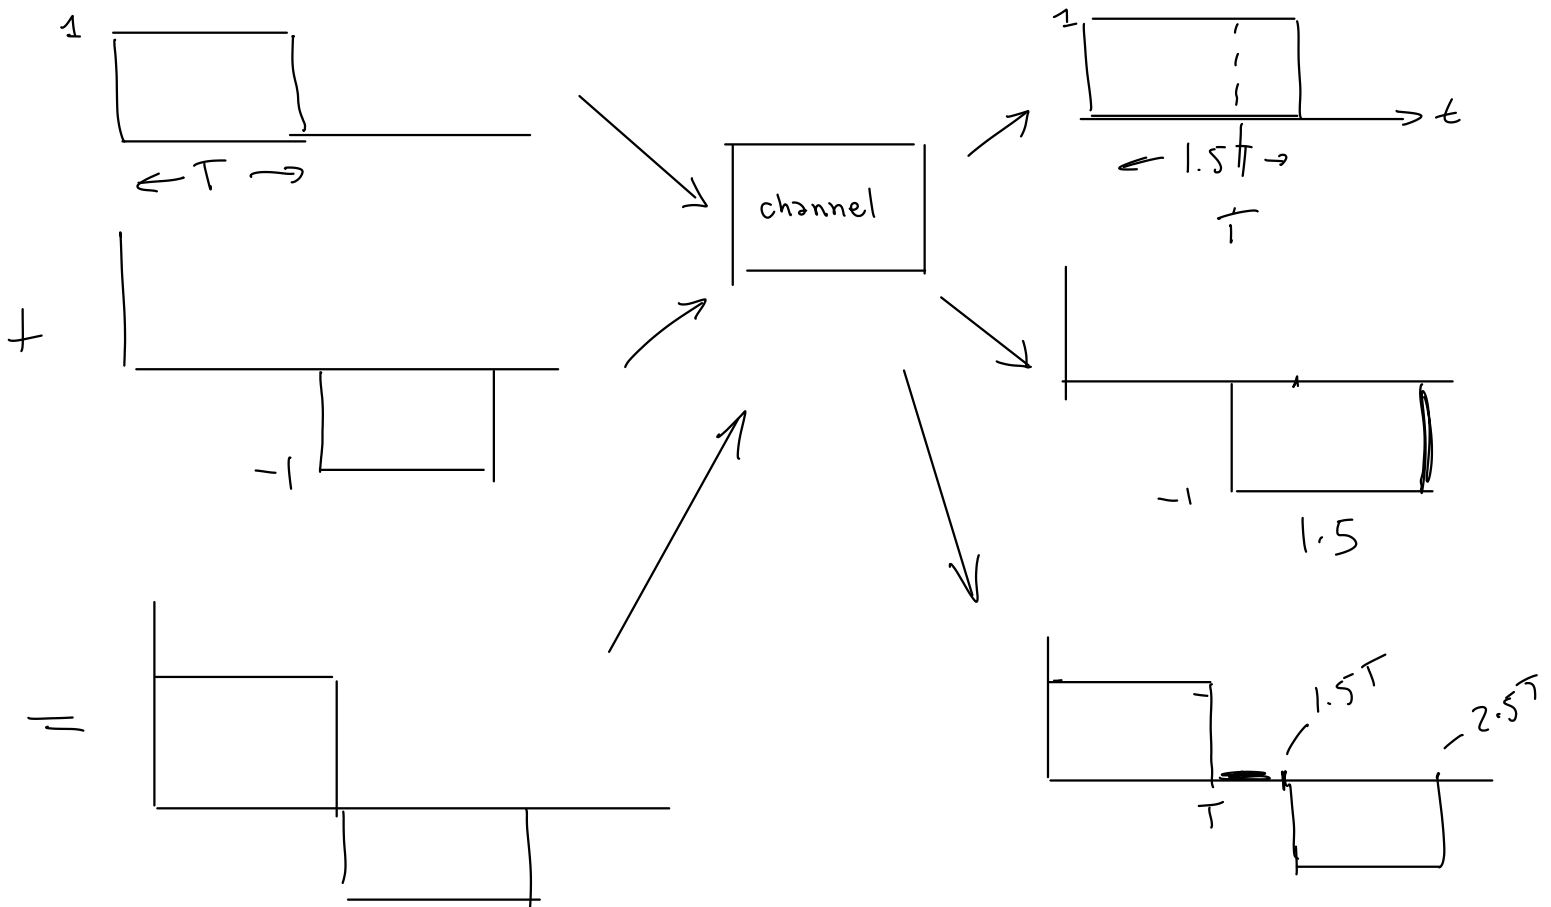 1
← T →
+
-1
=
channel
1
t
← 1.5T →
T
-1
1.5
1.5T
2.5T
T